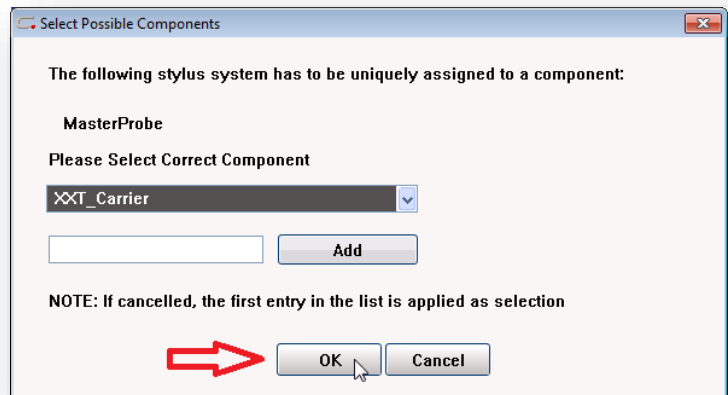 Select Possible Components
The following stylus system has to be uniquely assigned to a component:
MasterProbe
Please Select Correct Component
XXT_Carrier
Add
NOTE: If cancelled, the first entry in the list is applied as selection
OK Cancel